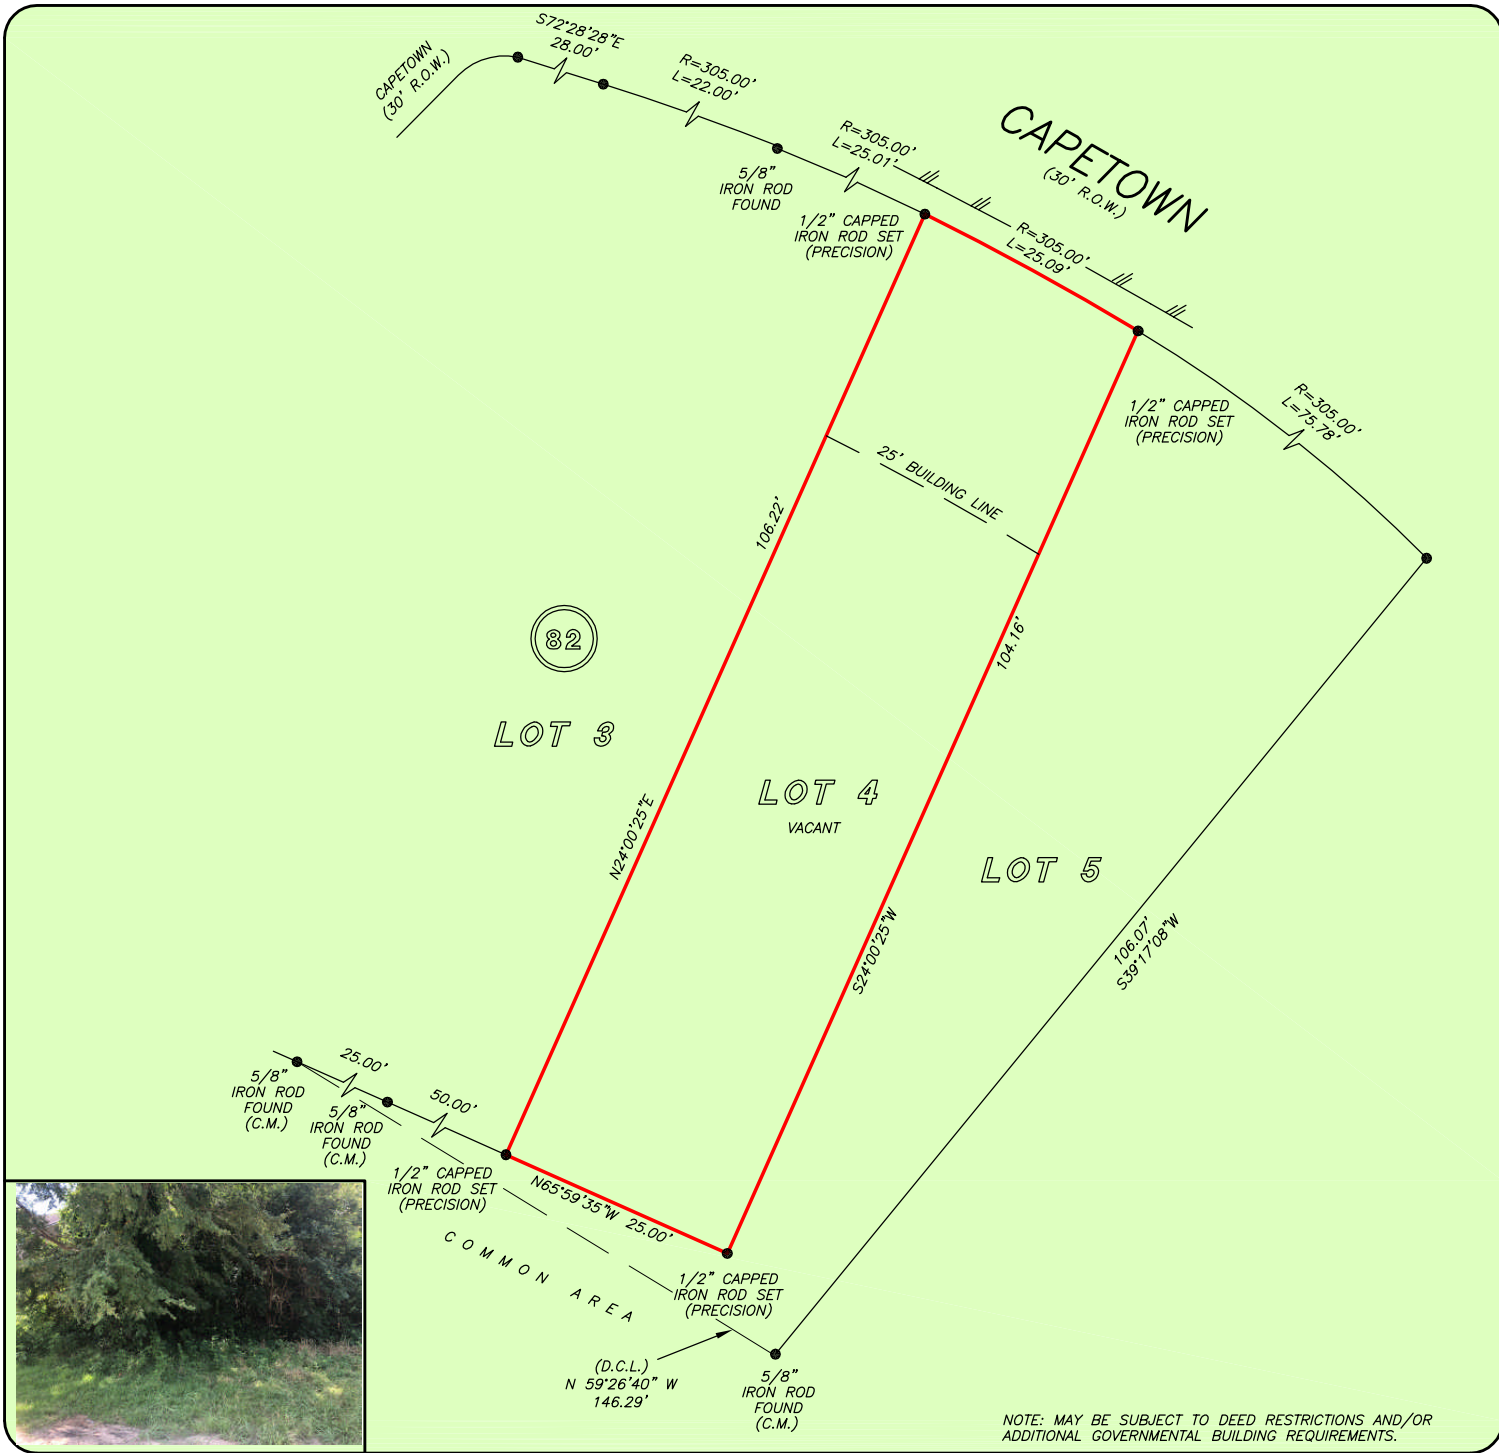 S72°28'28"E
28.00'
CAPETOWN
(30' R.O.W.)
R=305.00'
L=22.00'
R=305.00'
L=25.01'
CAPETOWN
(30' R.O.W.)
5/8"
IRON ROD
FOUND
1/2" CAPPED
IRON ROD SET
(PRECISION)
R=305.00'
L=25.09'
1/2" CAPPED
IRON ROD SET
(PRECISION)
R=305.00'
L=75.78'
25' BUILDING LINE
106.22'
104.16'
82
LOT 3
LOT 4
VACANT
N24°00'25"E
LOT 5
S24°00'25"W
106.07'
S39°17'08"W
25.00'
5/8"
IRON ROD
FOUND
(C.M.)
50.00'
5/8"
IRON ROD
FOUND
(C.M.)
1/2" CAPPED
IRON ROD SET
(PRECISION)
N65°59'35"W 25.00'
COMMON AREA
1/2" CAPPED
IRON ROD SET
(PRECISION)
(D.C.L.)
N 59°26'40" W
146.29'
5/8"
IRON ROD
FOUND
(C.M.)
NOTE: MAY BE SUBJECT TO DEED RESTRICTIONS AND/OR
ADDITIONAL GOVERNMENTAL BUILDING REQUIREMENTS.